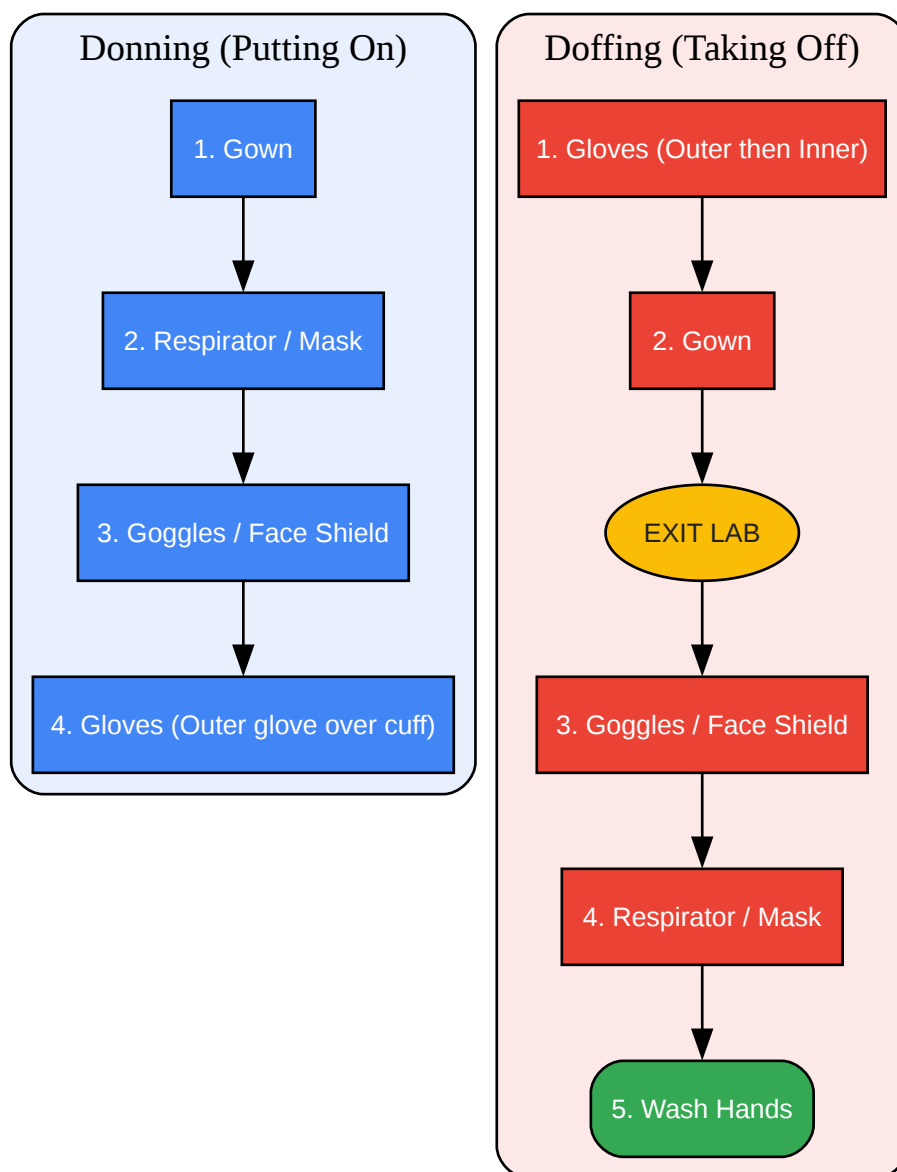 Donning (Putting On)
1. Gown
2. Respirator / Mask
3. Goggles / Face Shield
4. Gloves (Outer glove over cuff)
Doffing (Taking Off)
1. Gloves (Outer then Inner)
2. Gown
EXIT LAB
3. Goggles / Face Shield
4. Respirator / Mask
5. Wash Hands